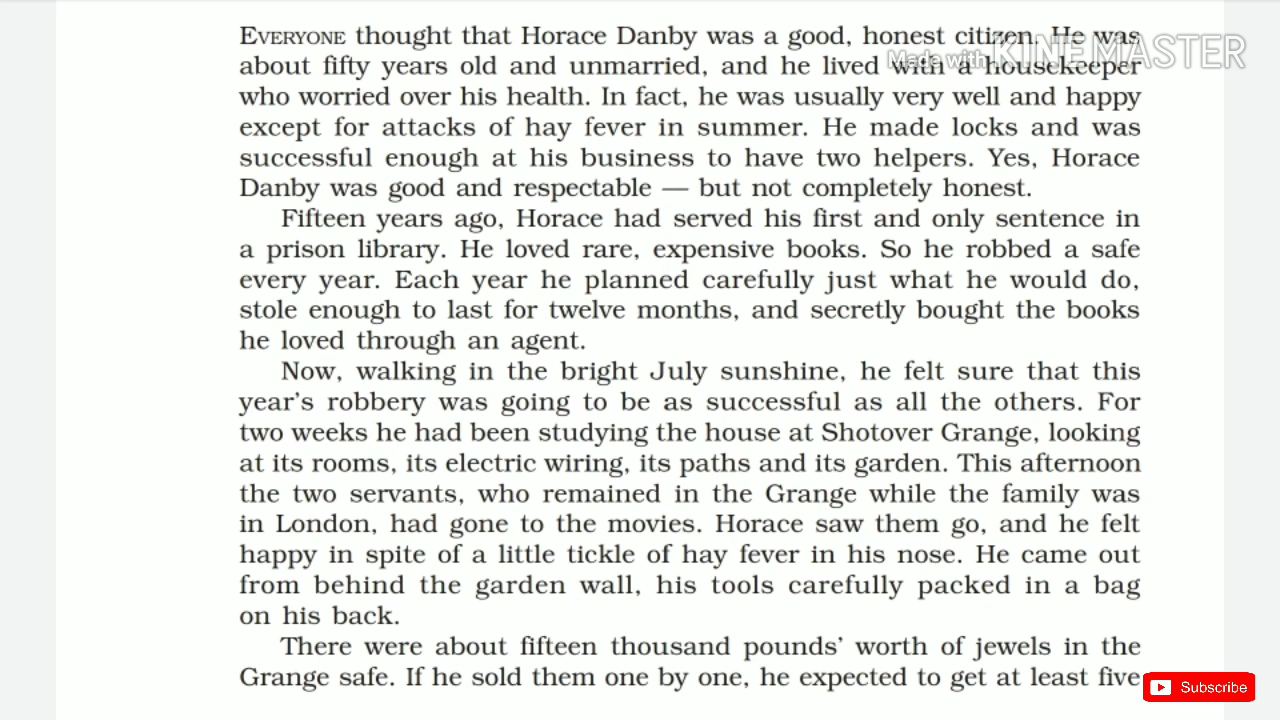 EVERYONE thought that Horace Danby was a good, honest citizen. He was
Made with KINEMASTER
about fifty years old and unmarried, and he lived with a housekeeper
who worried over his health. In fact, he was usually very well and happy
except for attacks of hay fever in summer. He made locks and was
successful enough at his business to have two helpers. Yes, Horace
Danby was good and respectable — but not completely honest.
Fifteen years ago, Horace had served his first and only sentence in
a prison library. He loved rare, expensive books. So he robbed a safe
every year. Each year he planned carefully just what he would do,
stole enough to last for twelve months, and secretly bought the books
he loved through an agent.
Now, walking in the bright July sunshine, he felt sure that this
year's robbery was going to be as successful as all the others. For
two weeks he had been studying the house at Shotover Grange, looking
at its rooms, its electric wiring, its paths and its garden. This afternoon
the two servants, who remained in the Grange while the family was
in London, had gone to the movies. Horace saw them go, and he felt
happy in spite of a little tickle of hay fever in his nose. He came out
from behind the garden wall, his tools carefully packed in a bag
on his back.
There were about fifteen thousand pounds' worth of jewels in the
Grange safe. If he sold them one by one, he expected to get at least five
Subscribe